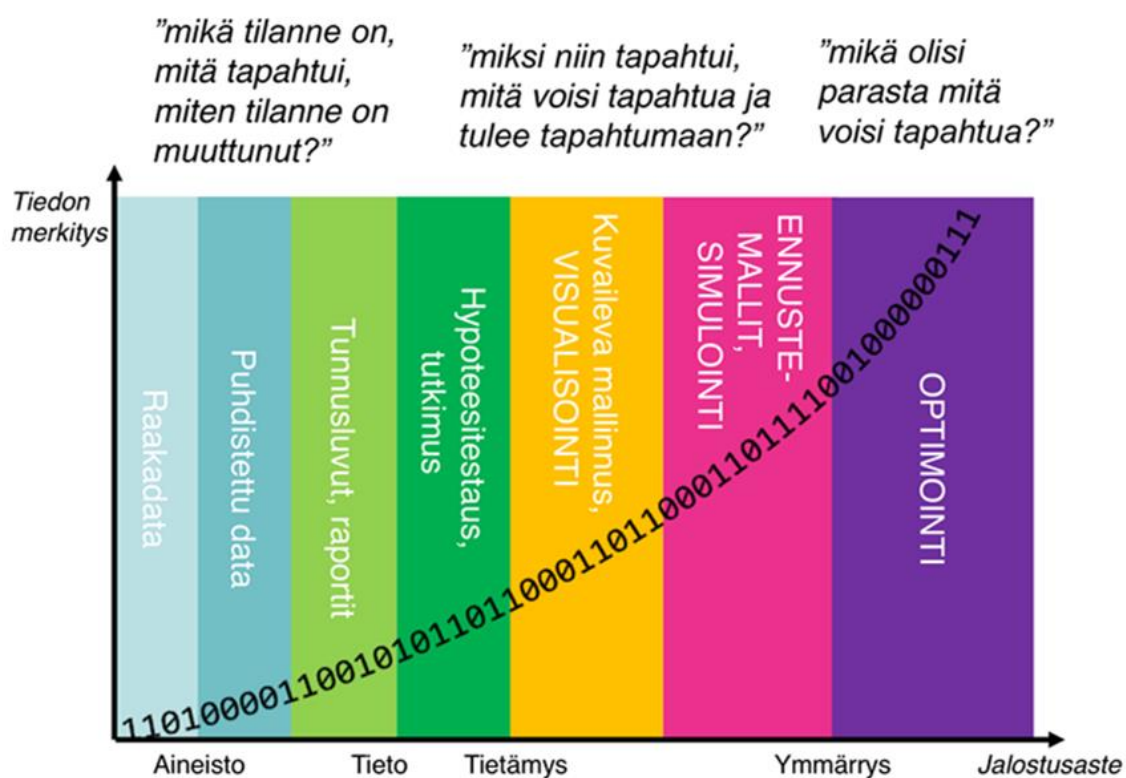 ”mikä tilanne on,
mitä tapahtui,
miten tilanne on
muuttunut?”
”miksi niin tapahtui,
mitä voisi tapahtua ja
tulee tapahtumaan?”
”mikä olisi
parasta mitä
voisi tapahtua?”
Tiedon
merkitys
Raakadata
Puhdistettu data
Tunnusluvut, raportit
Hypoteesitestaus,
tutkimus
Kuvaileva mallinnus,
VISUALISOINTI
ENNUSTE-
MALLIT,
SIMULOINTI
OPTIMOINTI
Aineisto
Tieto
Tietämys
Ymmärrys
Jalostusaste